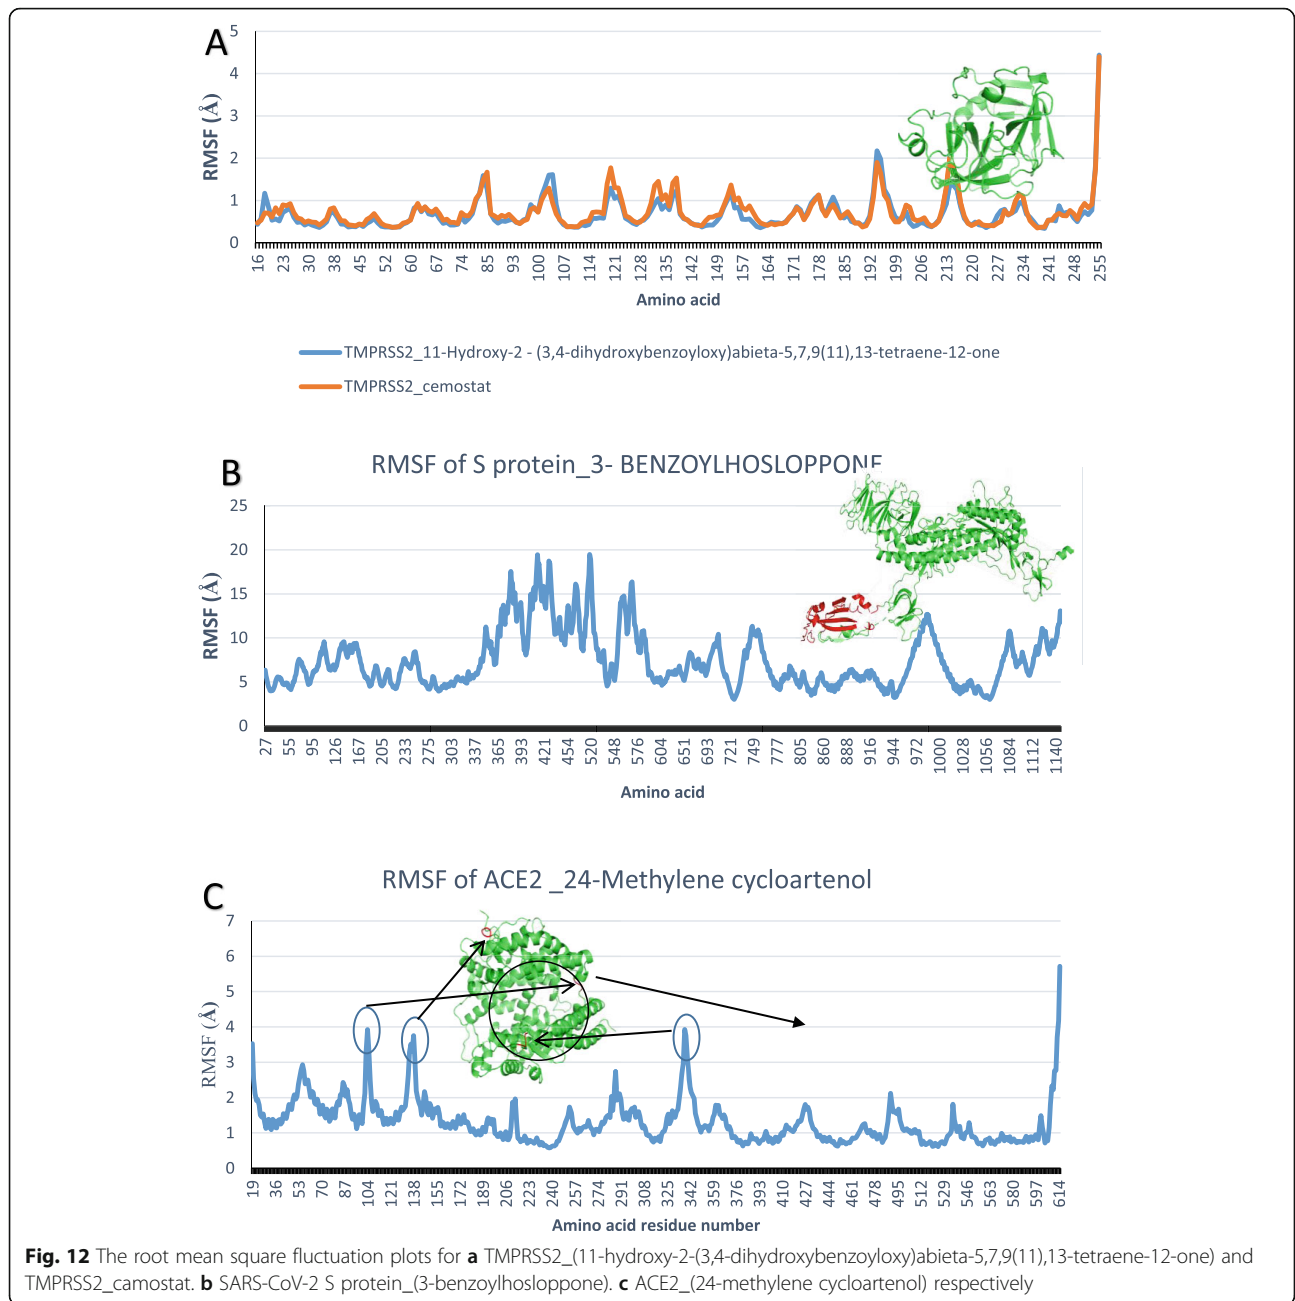 A
5
4
3
2
1
0
RMSF (Å)
16 23 30 38 45 52 60 67 74 85 93 100 107 114 121 128 135 142 149 157 164 171 178 185 192 199 206 213 220 227 234 241 248 255
Amino acid
TMPRSS2_11-Hydroxy-2 - (3,4-dihydroxybenzoyloxy)abieta-5,7,9(11),13-tetraene-12-one
TMPRSS2_cemostat
B
RMSF of S protein_3- BENZOYLHOSLOPPONE
25
20
15
10
5
0
RMSF (Å)
27 55 95 126 167 205 233 275 303 337 365 393 421 454 520 548 576 604 651 693 721 749 777 805 860 888 916 944 972 1000 1028 1056 1084 1112 1140
Amino acid
C
RMSF of ACE2 _24-Methylene cycloartenol
7
6
5
4
3
2
1
0
RMSF (Å)
19 36 53 70 87 104 121 138 155 172 189 206 223 240 257 274 291 308 325 342 359 376 393 410 427 444 461 478 495 512 529 546 563 580 597 614
Amino acid residue number
Fig. 12 The root mean square fluctuation plots for a TMPRSS2_(11-hydroxy-2-(3,4-dihydroxybenzoyloxy)abieta-5,7,9(11),13-tetraene-12-one) and
TMPRSS2_camostat. b SARS-CoV-2 S protein_(3-benzoylhosloppone). c ACE2_(24-methylene cycloartenol) respectively